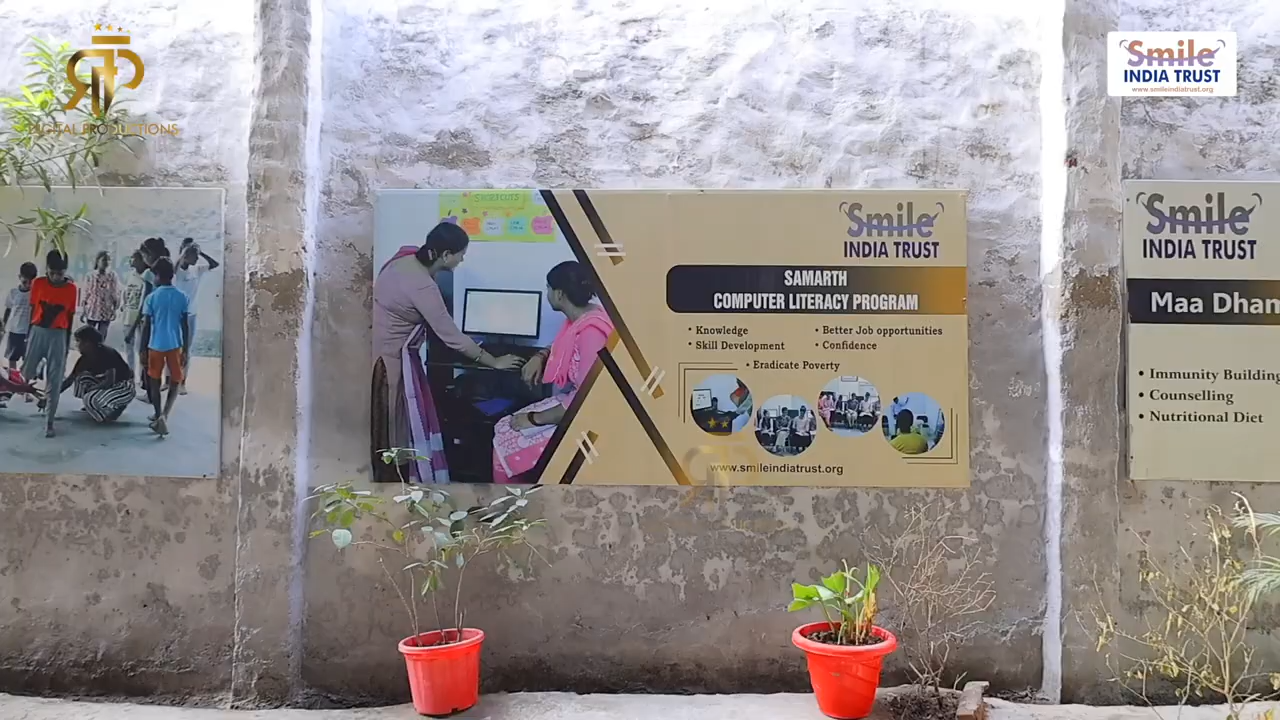 DIGITAL PRODUCTIONS
Smile
INDIA TRUST
www.smileindiatrust.org
SHORTCUTS
Smile
INDIA TRUST
SAMARTH
COMPUTER LITERACY PROGRAM
• Knowledge
• Better Job opportunities
• Skill Development
• Confidence
• Eradicate Poverty
www.smileindiatrust.org
Smile
INDIA TRUST
Maa Dhan
• Immunity Building
• Counselling
• Nutritional Diet